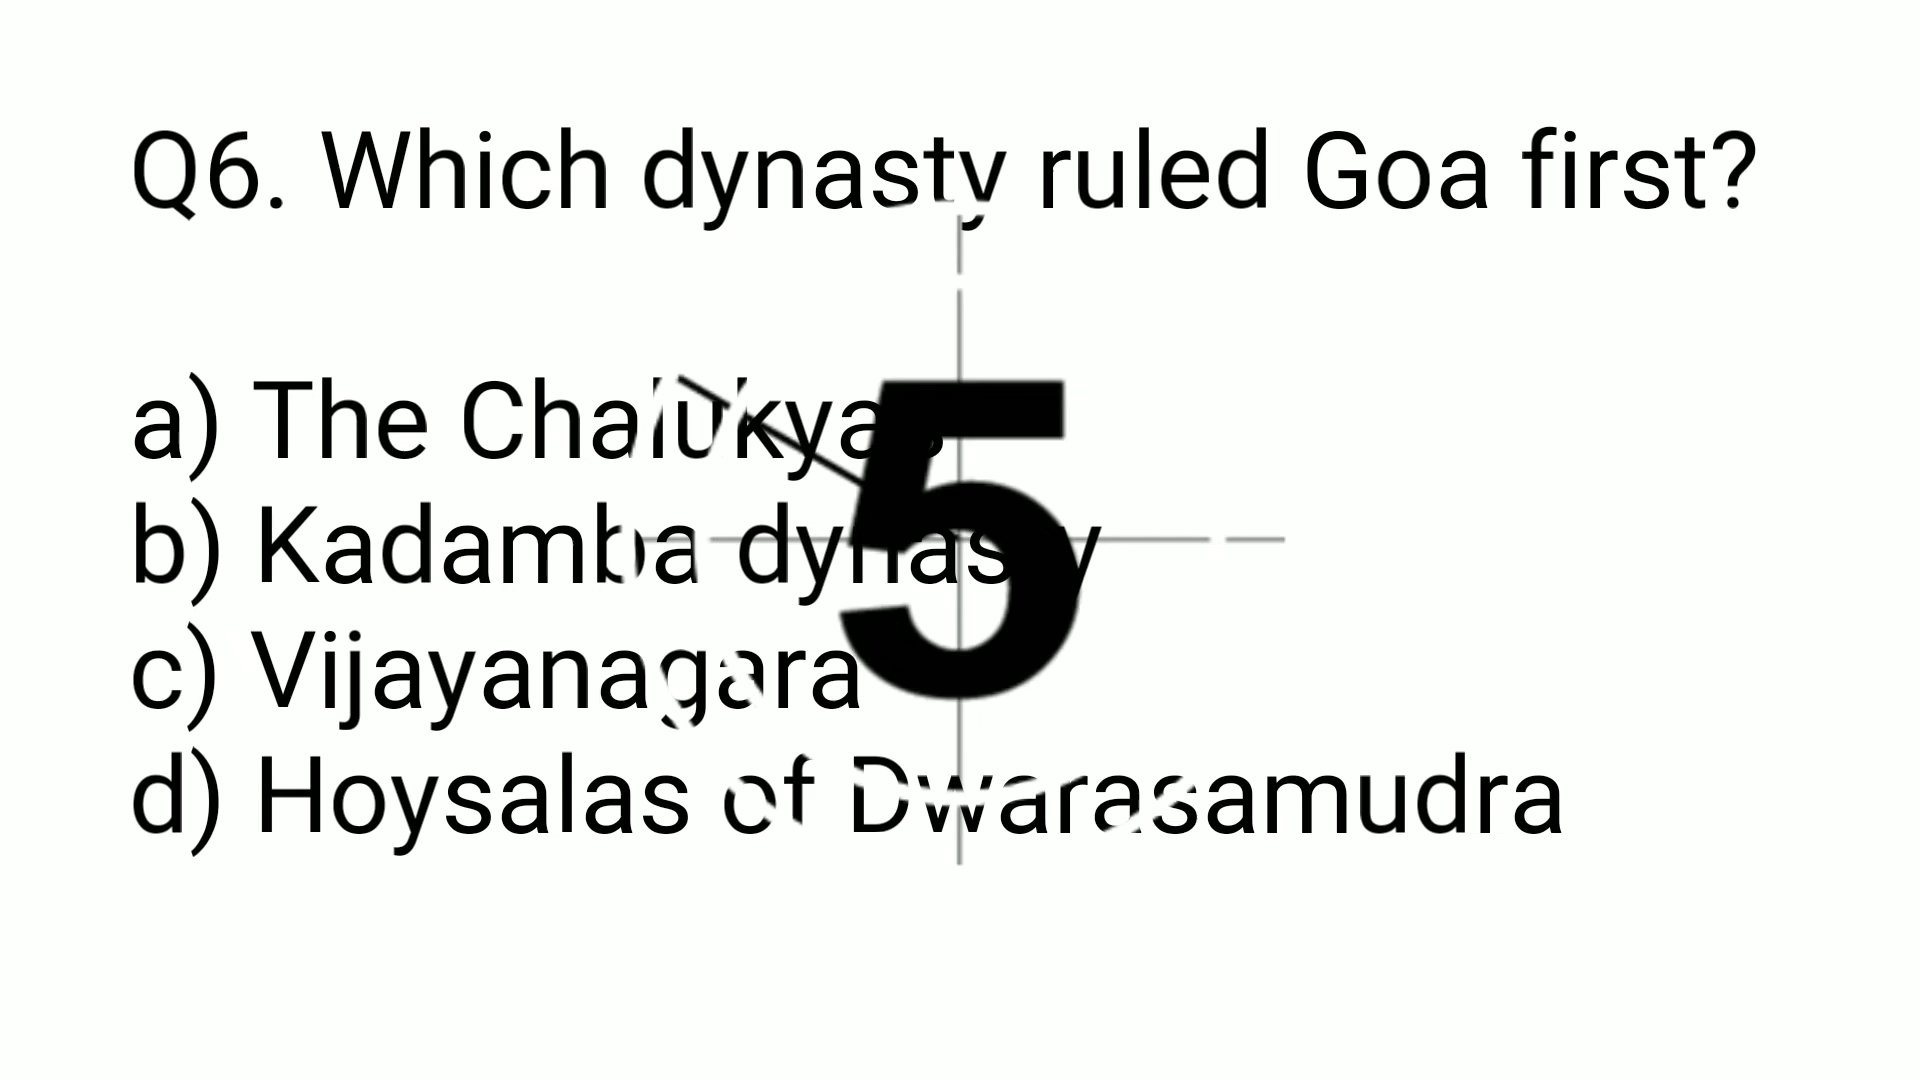 Q6. Which dynasty ruled Goa first?
a) The Chalukyas
b) Kadamba dynasty
c) Vijayanagara
d) Hoysalas of Dwarasamudra
5